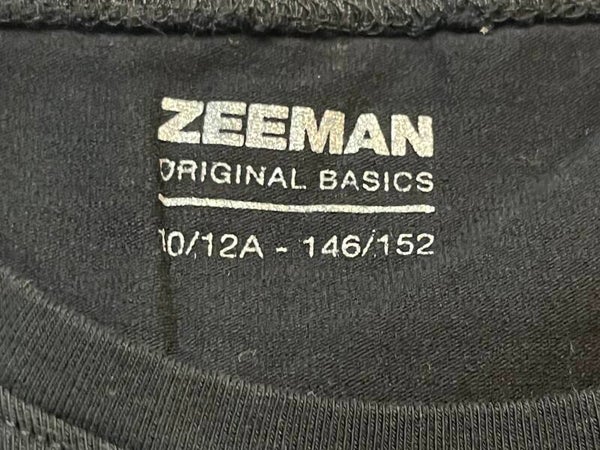 ZEEMAN
ORIGINAL BASICS
10/12A - 146/152